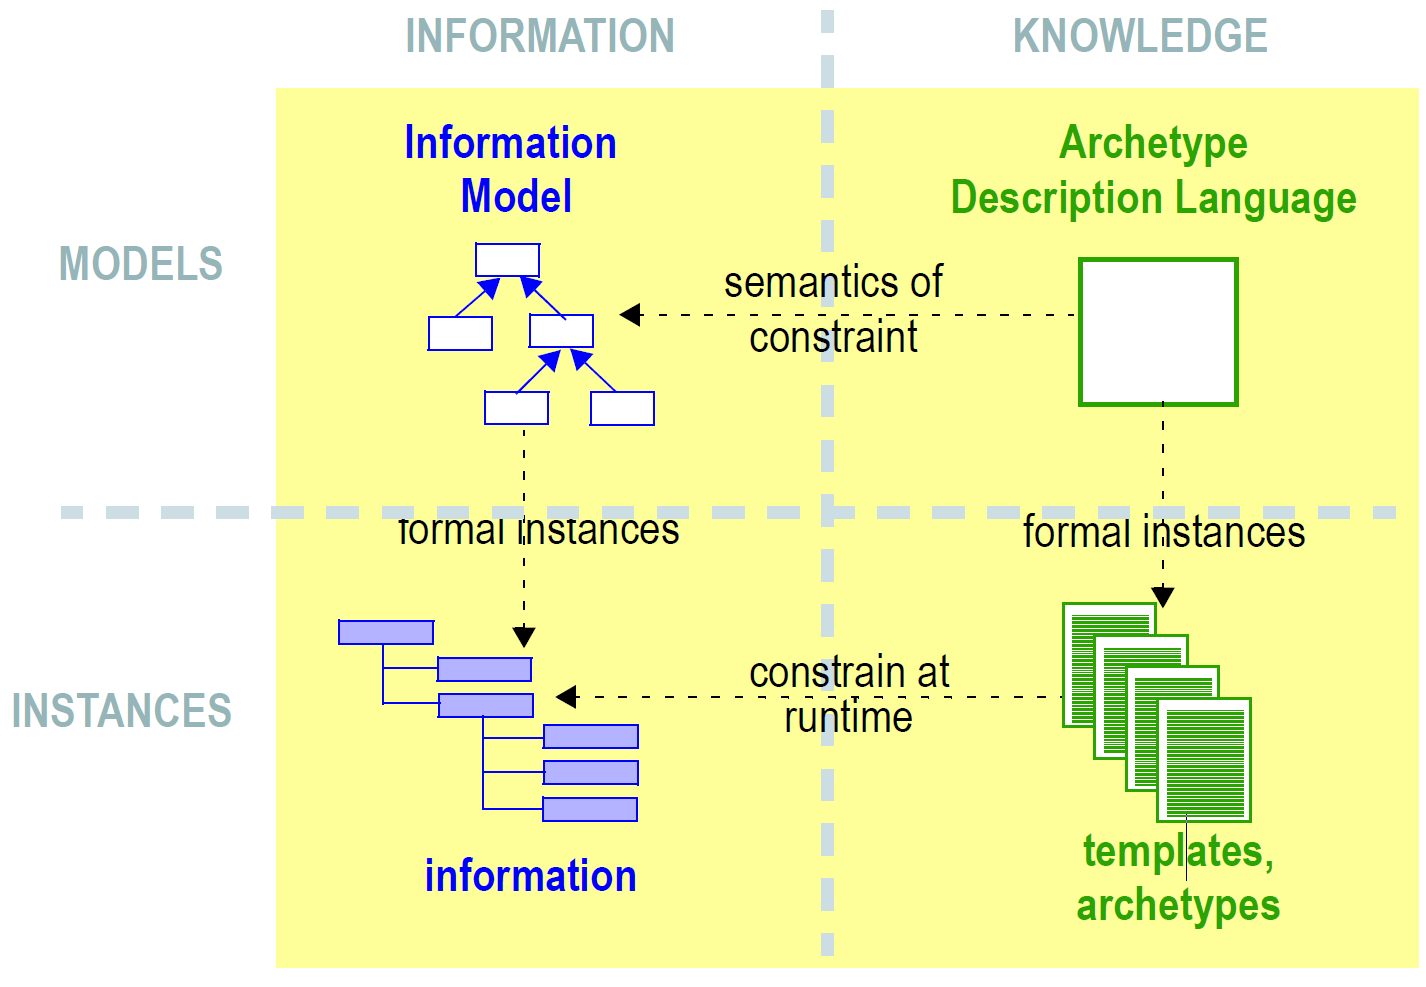 INFORMATION
KNOWLEDGE
Information
Model
Archetype
Description Language
MODELS
semantics of
constraint
formal instances
formal instances
INSTANCES
constrain at
runtime
information
templates,
archetypes